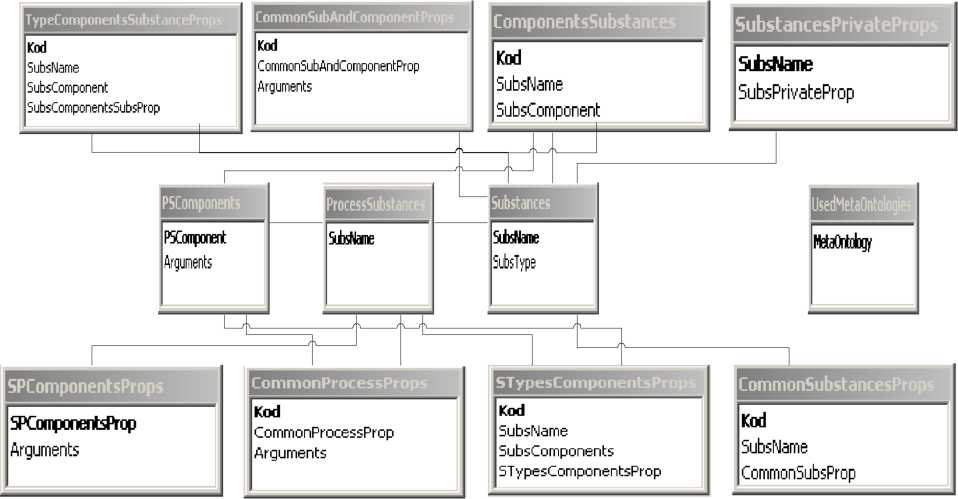 TypeComponentsSubstanceProps
Kod
SubsName
SubsComponent
SubsComponentsSubsProp
CommonSubAndComponentProps
Kod
CommonSubAndComponentProp
Arguments
ComponentsSubstances
Kod
SubsName
SubsComponent
SubstancesPrivateProps
SubsName
SubsPrivateProp
PSComponents
PSComponent
Arguments
ProcessSubstances
SubsName
Substances
SubsName
SubsType
UsedMetaOntologies
MetaOntology
SPComponentsProps
SPComponentsProp
Arguments
CommonProcessProps
Kod
CommonProcessProp
Arguments
STypesComponentsProps
Kod
SubsName
SubsComponents
STypesComponentsProp
CommonSubstancesProps
Kod
SubsName
CommonSubsProp